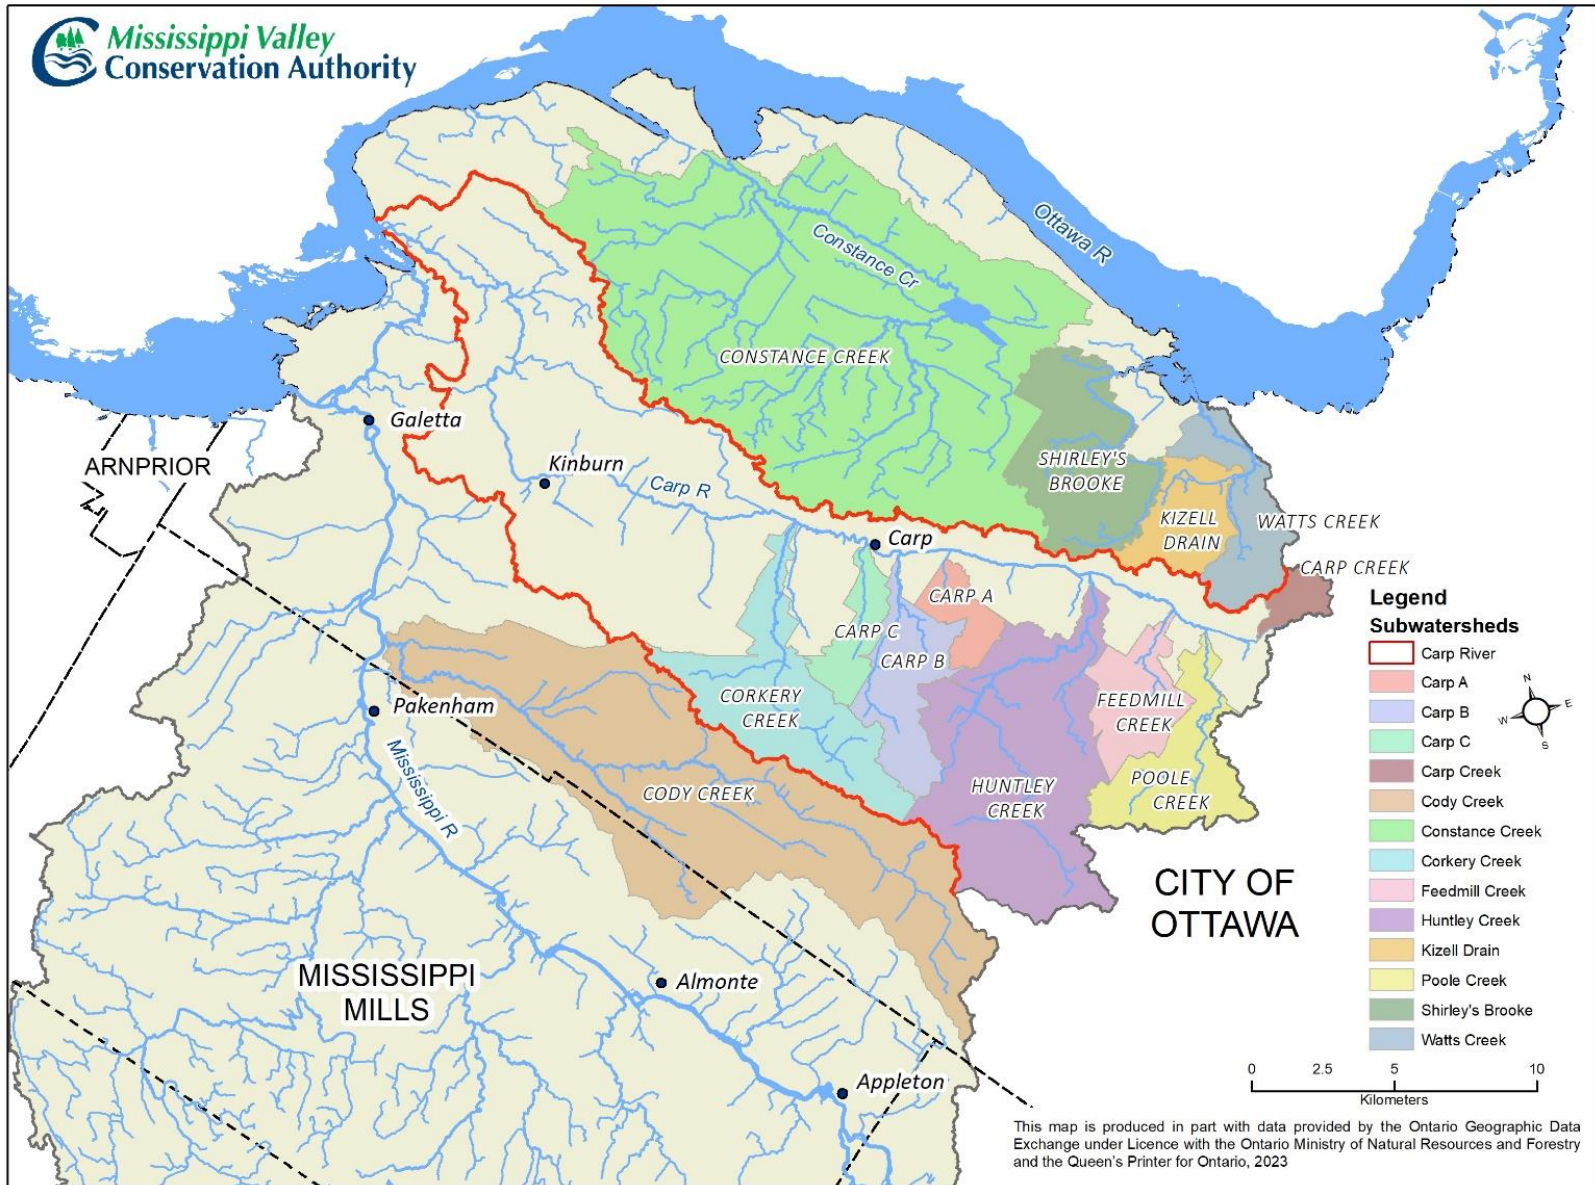 Mississippi Valley
Conservation Authority
Ottawa R
Constance Cr
CONSTANCE CREEK
Galetta
ARNPRIOR
Kinburn
Carp R
SHIRLEY'S
BROOKE
KIZELL
DRAIN
WATTS CREEK
Carp
CARP CREEK
CARP A
CARP C
CARP B
CORKERY
CREEK
FEEDMILL
CREEK
Pakenham
Mississippi R
CODY CREEK
HUNTLEY
CREEK
POOLE
CREEK
CITY OF
OTTAWA
MISSISSIPPI
MILLS
Almonte
Appleton
Legend
Subwatersheds
Carp River
Carp A
Carp B
Carp C
Carp Creek
Cody Creek
Constance Creek
Corkery Creek
Feedmill Creek
Huntley Creek
Kizell Drain
Poole Creek
Shirley's Brooke
Watts Creek
N
E
W
S
0 2.5 5 10
Kilometers
This map is produced in part with data provided by the Ontario Geographic Data
Exchange under Licence with the Ontario Ministry of Natural Resources and Forestry
and the Queen's Printer for Ontario, 2023